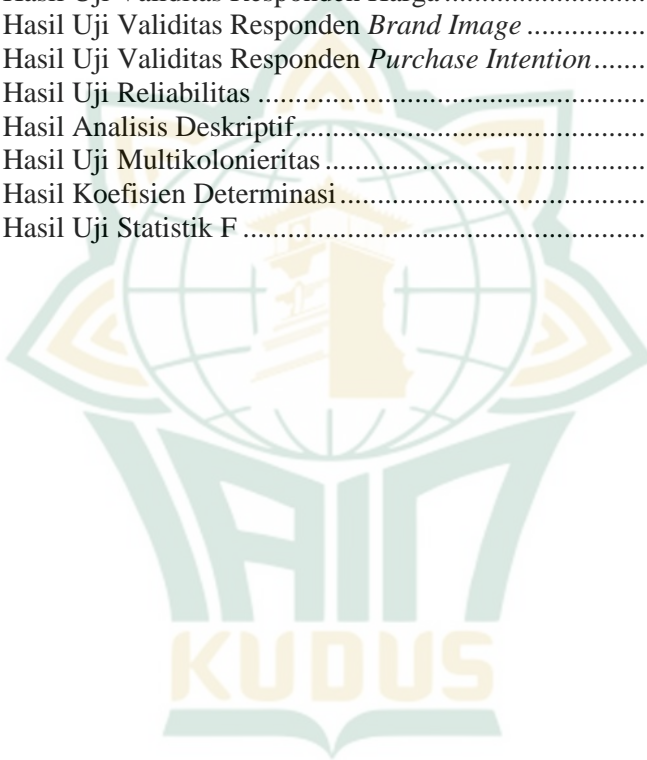 Hasil Uji Validitas Responden Harga.............................
Hasil Uji Validitas Responden Brand Image ................
Hasil Uji Validitas Responden Purchase Intention.......
Hasil Uji Reliabilitas ......................................................
Hasil Analisis Deskriptif.................................................
Hasil Uji Multikolonieritas .............................................
Hasil Koefisien Determinasi...........................................
Hasil Uji Statistik F ........................................................
IAIN
KUDUS